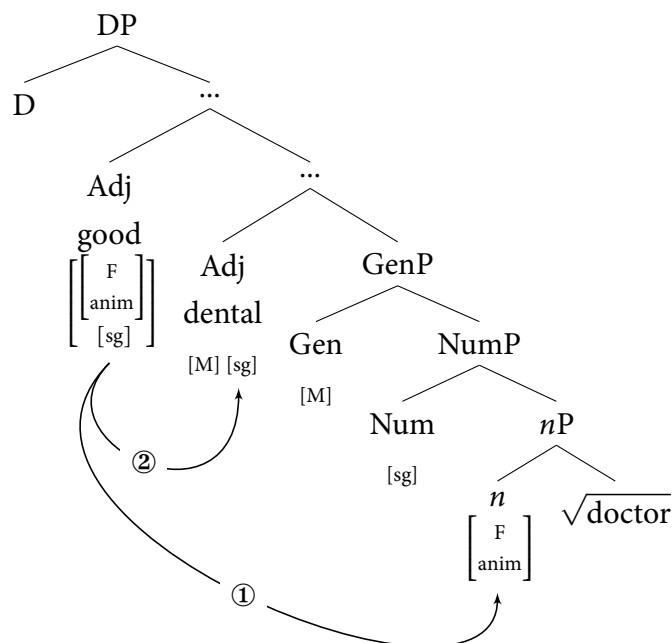 DP
D ...
Adj ...
good
F
anim
[sg]
Adj GenP
dental
[M] [sg]
Gen NumP
[M]
Num nP
[sg]
n √doctor
F
anim
②
①